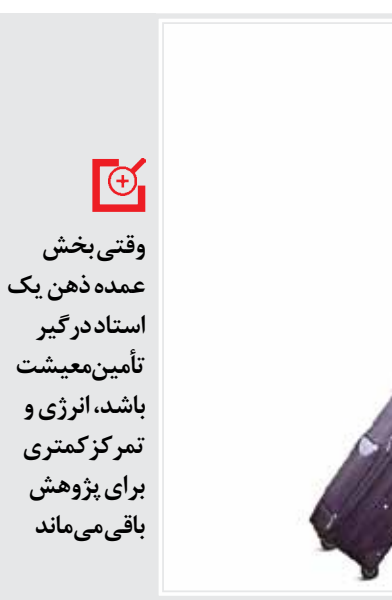 وقتی بخش
عمده ذهن یک
استاد درگیر
تأمین‌معیشت
باشد، انرژی و
تمرکز کمتری
برای پژوهش
باقی می‌ماند